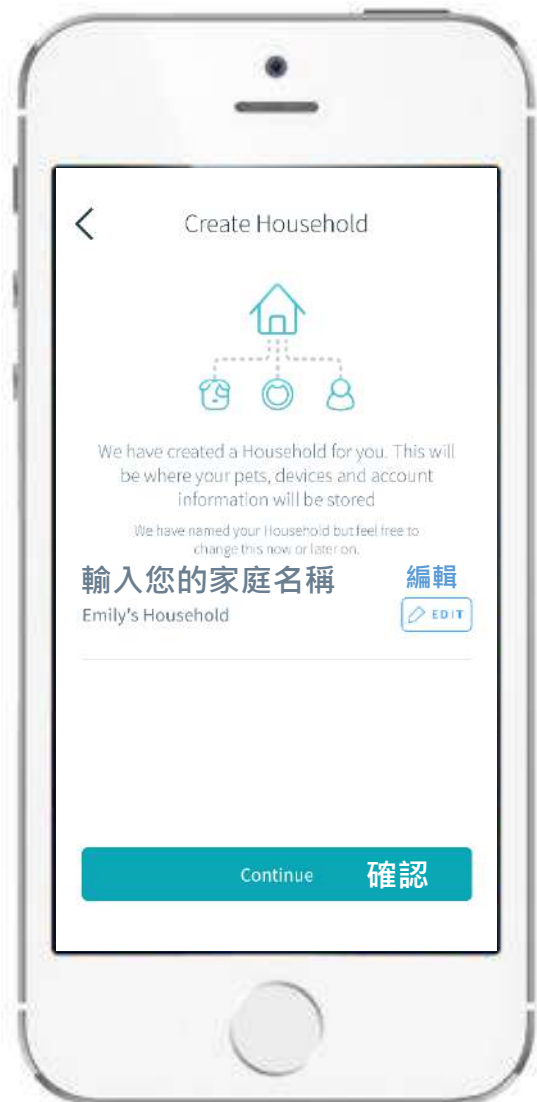 Create Household
We have created a Household for you. This will
be where your pets, devices and account
information will be stored
We have named your Household but feel free to
change this now or later on.
輸入您的家庭名稱 編輯
Emily's Household EDIT
Continue 確認